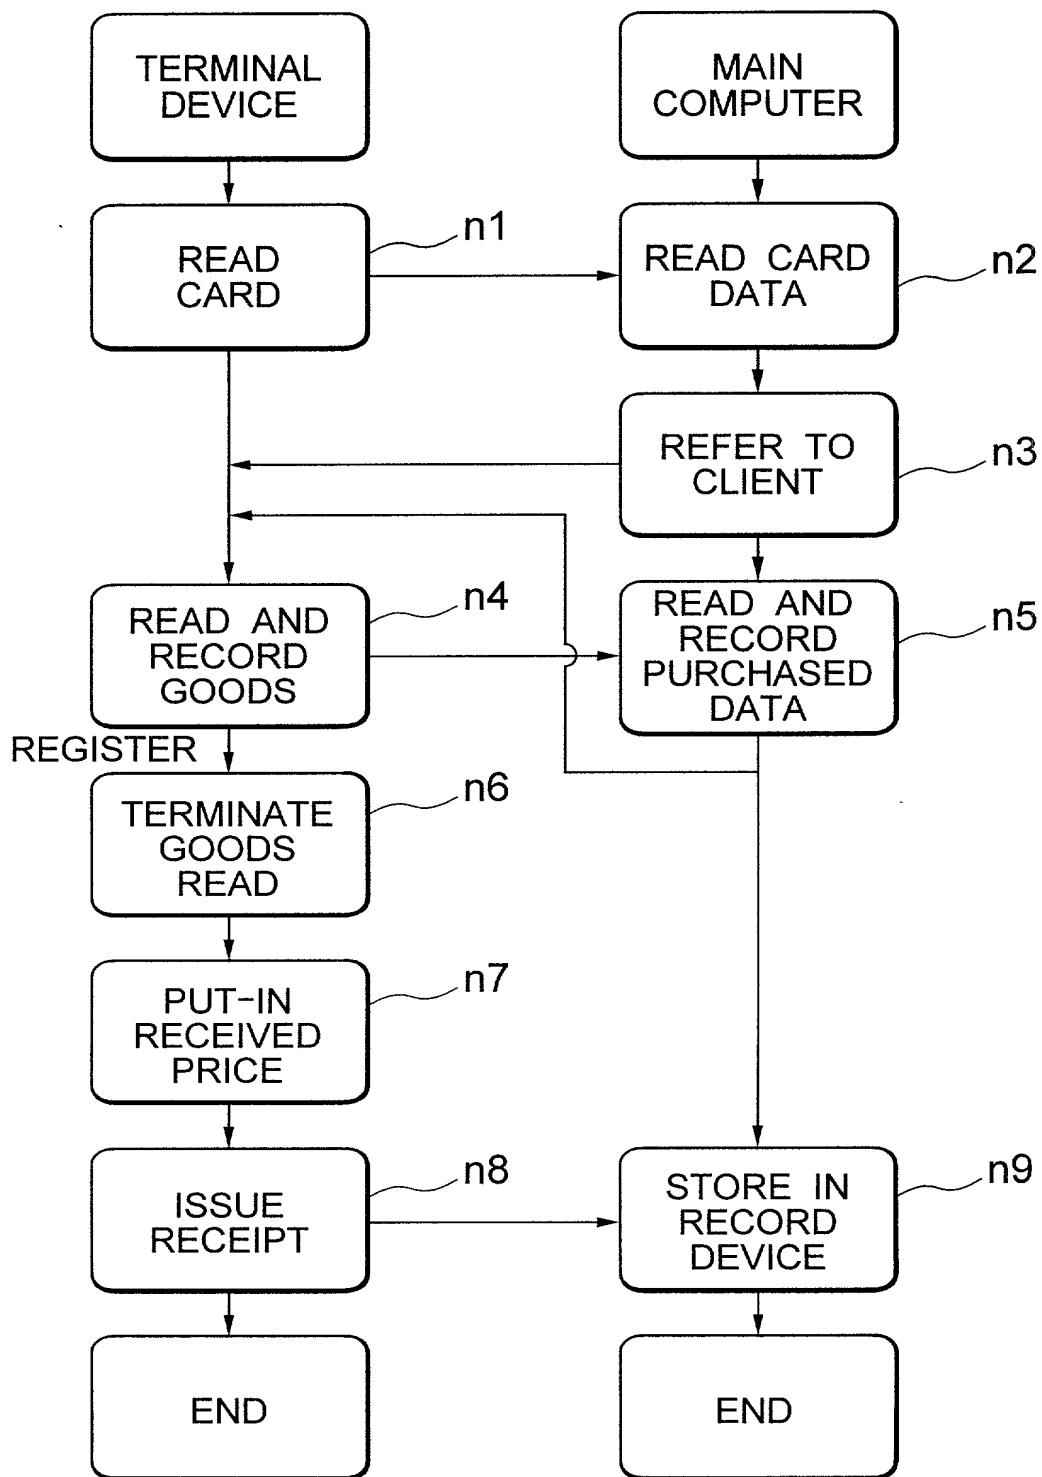 TERMINAL
DEVICE
MAIN
COMPUTER
READ
CARD
n1
READ CARD
DATA
n2
REFER TO
CLIENT
n3
READ AND
RECORD
GOODS
n4
READ AND
RECORD
PURCHASED
DATA
n5
REGISTER
TERMINATE
GOODS
READ
n6
PUT-IN
RECEIVED
PRICE
n7
ISSUE
RECEIPT
n8
STORE IN
RECORD
DEVICE
n9
END
END